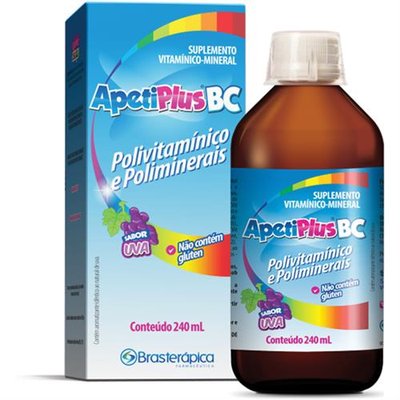 SUPLEMENTO
VITAMÍNICO-MINERAL
ApetiPlus BC
Polivitamínico
e Poliminerais
SABOR
UVA
Não contém
glúten
Conteúdo 240 mL
Brasterápica
FARMACÊUTICA
SUPLEMENTO
VITAMÍNICO-MINERAL
ApetiPlus BC
Polivitamínico
e Poliminerais
SABOR
UVA
Não contém
glúten
Conteúdo 240 mL